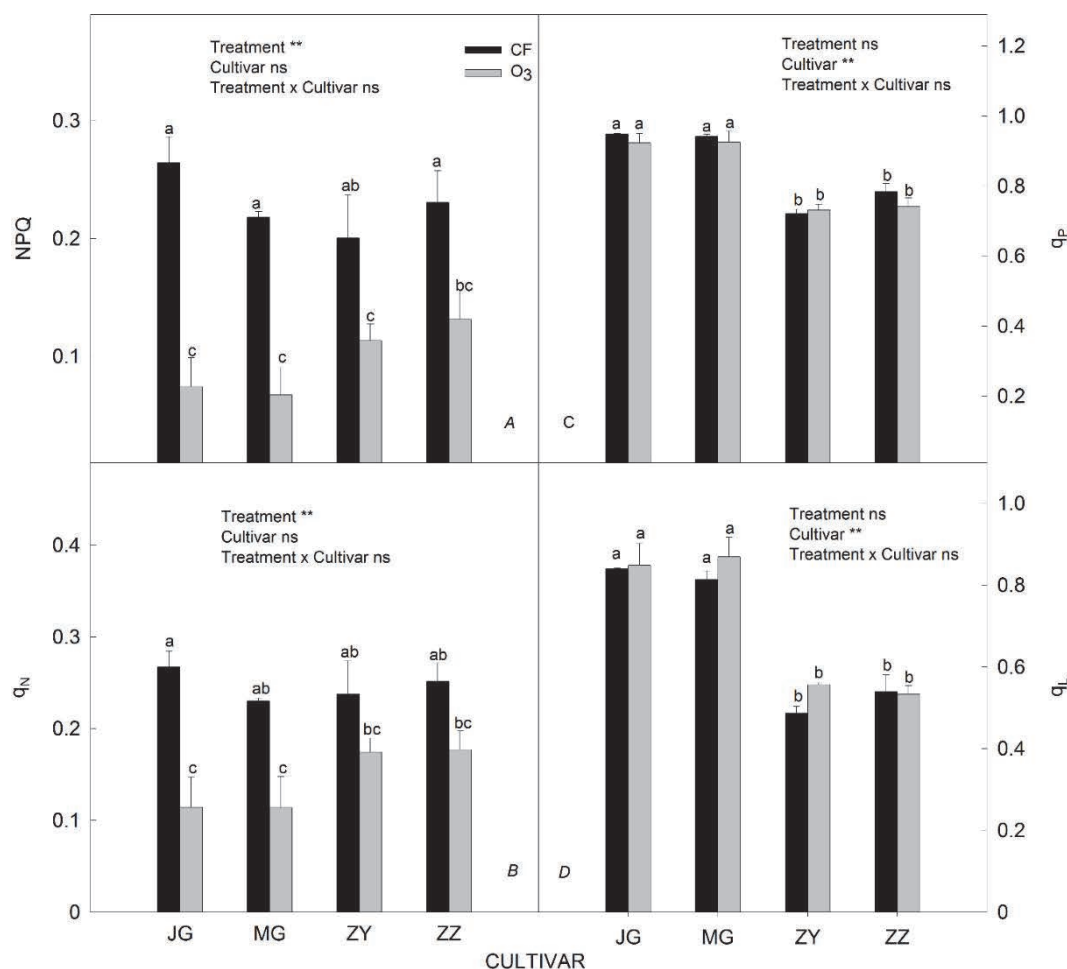 Treatment **
Cultivar ns
Treatment x Cultivar ns
CF
O3
0.3
0.2
0.1
NPQ
a
c
a
c
ab
c
a
bc
A
Treatment ns
Cultivar **
Treatment x Cultivar ns
1.2
1.0
0.8
0.6
0.4
0.2
qP
a
a
a
a
b
b
b
b
C
Treatment **
Cultivar ns
Treatment x Cultivar ns
0.4
0.3
0.2
0.1
0
qN
a
c
ab
c
ab
bc
ab
bc
B
JG
MG
ZY
ZZ
Treatment ns
Cultivar **
Treatment x Cultivar ns
1.0
0.8
0.6
0.4
0.2
0
qL
a
a
a
a
b
b
b
b
D
JG
MG
ZY
ZZ
CULTIVAR